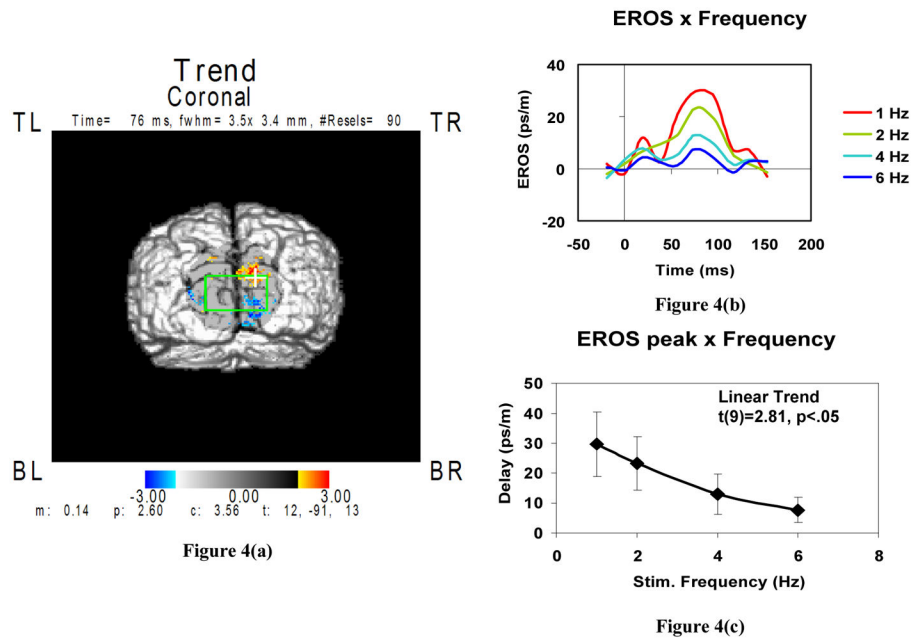 Trend
Coronal
Time= 76 ms, fwhm= 3.5x 3.4 mm, #Resels= 90
TL
TR
BL
BR
-3.00
0.00
3.00
m: 0.14 p: 2.60 c: 3.56 t: 12, -91, 13
Figure 4(a)
EROS x Frequency
40
20
0
-20
EROS (ps/m)
-50
0
50
100
150
200
Time (ms)
1 Hz
2 Hz
4 Hz
6 Hz
Figure 4(b)
EROS peak x Frequency
50
40
30
20
10
0
Delay (ps/m)
Linear Trend
t(9)=2.81, p<.05
0
2
4
6
8
Stim. Frequency (Hz)
Figure 4(c)